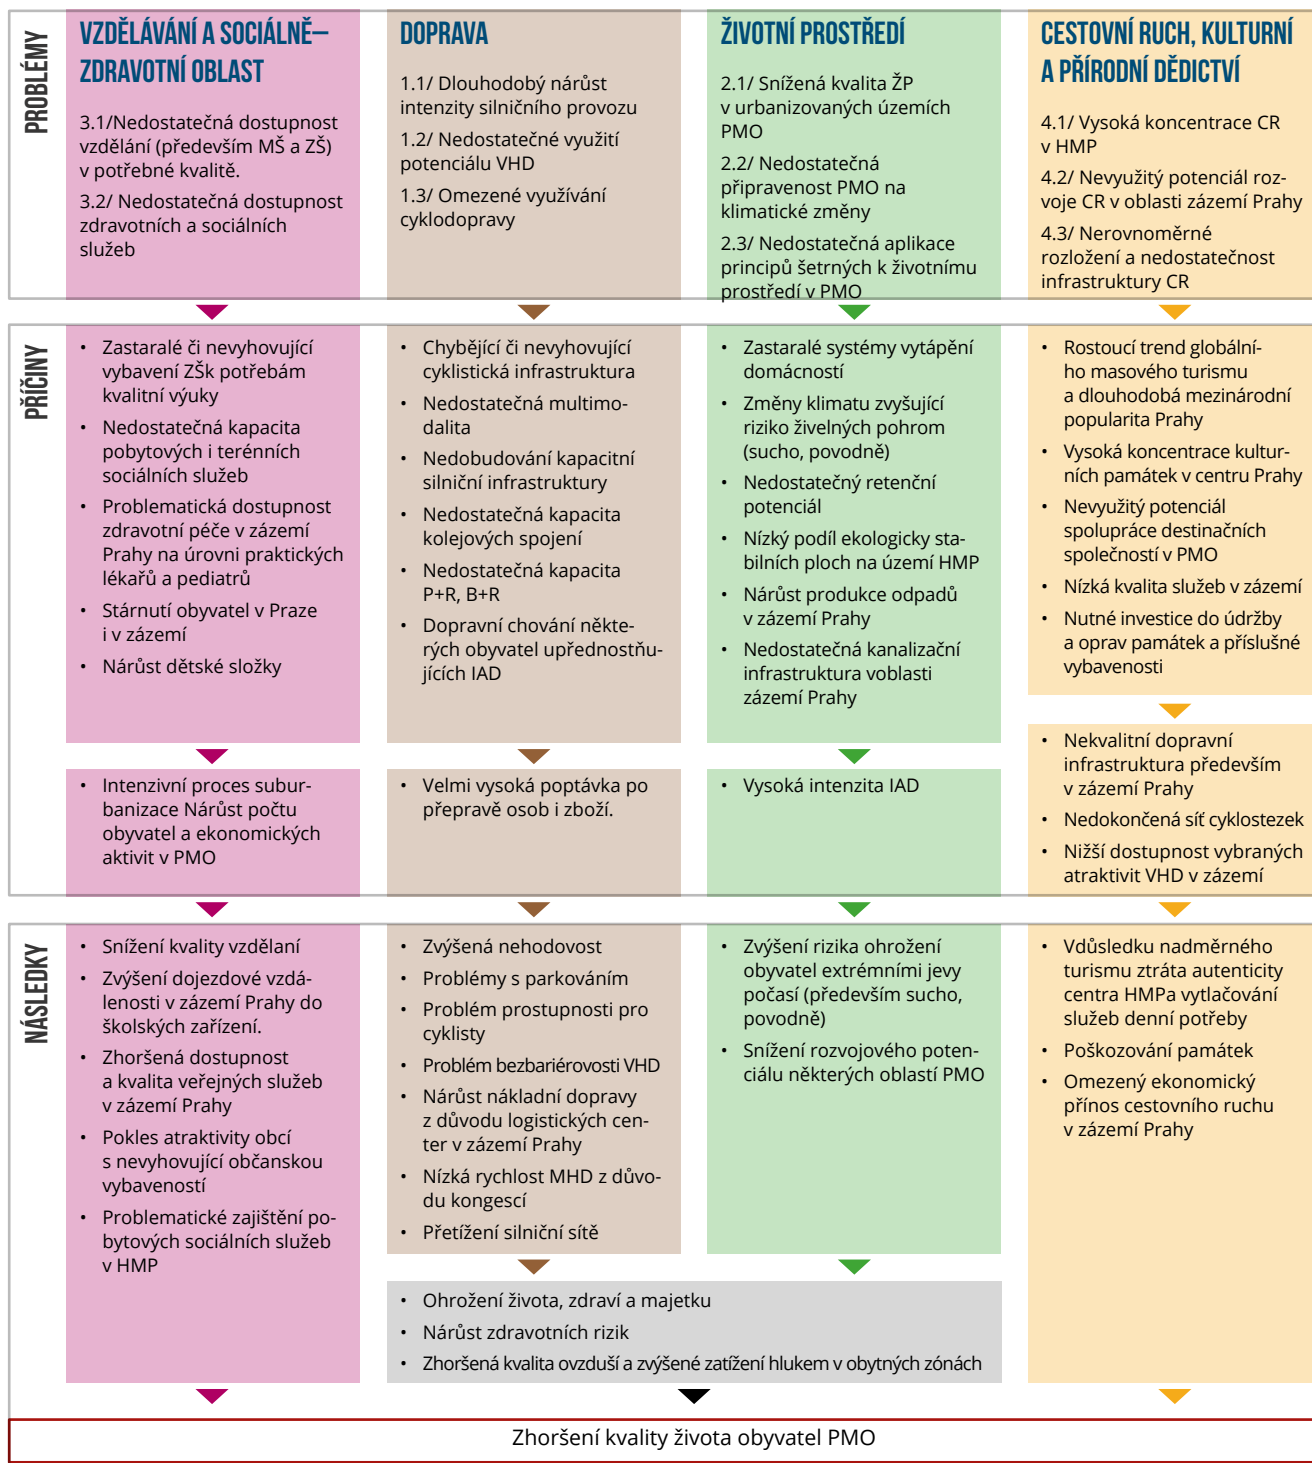 PROBLÉMY
VZDĚLÁVÁNÍ A SOCIÁLNĚ–
ZDRAVOTNÍ OBLAST
3.1/Nedostatečná dostupnost
vzdělání (především MŠ a ZŠ)
v potřebné kvalitě.
3.2/ Nedostatečná dostupnost
zdravotních a sociálních
služeb
DOPRAVA
1.1/ Dlouhodobý nárůst
intenzity silničního provozu
1.2/ Nedostatečné využití
potenciálu VHD
1.3/ Omezené využívání
cyklodopravy
ŽIVOTNÍ PROSTŘEDÍ
2.1/ Snížená kvalita ŽP
v urbanizovaných územích
PMO
2.2/ Nedostatečná
připravenost PMO na
klimatické změny
2.3/ Nedostatečná aplikace
principů šetrných k životnímu
prostředí v PMO
CESTOVNÍ RUCH, KULTURNÍ
A PŘÍRODNÍ DĚDICTVÍ
4.1/ Vysoká koncentrace CR
v HMP
4.2/ Nevyužitý potenciál roz-
voje CR v oblasti zázemí Prahy
4.3/ Nerovnoměrné
rozložení a nedostatečnost
infrastruktury CR
PŘÍČINY
• Zastaralé či nevyhovující
vybavení ZŠk potřebám
kvalitní výuky
• Nedostatečná kapacita
pobytových i terénních
sociálních služeb
• Problematická dostupnost
zdravotní péče v zázemí
Prahy na úrovni praktických
lékařů a pediatrů
• Stárnutí obyvatel v Praze
i v zázemí
• Nárůst dětské složky
• Chybějící či nevyhovující
cyklistická infrastruktura
• Nedostatečná multimo-
dalita
• Nedobudování kapacitní
silniční infrastruktury
• Nedostatečná kapacita
kolejových spojení
• Nedostatečná kapacita
P+R, B+R
• Dopravní chování někte-
rých obyvatel upřednostňu-
jících IAD
• Zastaralé systémy vytápění
domácností
• Změny klimatu zvyšující
riziko živelných pohrom
(sucho, povodně)
• Nedostatečný retenční
potenciál
• Nízký podíl ekologicky sta-
bilních ploch na území HMP
• Nárůst produkce odpadů
v zázemí Prahy
• Nedostatečná kanalizační
infrastruktura voblasti
zázemí Prahy
• Rostoucí trend globální-
ho masového turismu
a dlouhodobá mezinárodní
popularita Prahy
• Vysoká koncentrace kultur-
ních památek v centru Prahy
• Nevyužitý potenciál
spolupráce destinačních
společností v PMO
• Nízká kvalita služeb v zázemí
• Nutné investice do údržby
a oprav památek a příslušné
vybavenosti
• Intenzivní proces subur-
banizace Nárůst počtu
obyvatel a ekonomických
aktivit v PMO
• Velmi vysoká poptávka po
přepravě osob i zboží.
• Vysoká intenzita IAD
• Nekvalitní dopravní
infrastruktura především
v zázemí Prahy
• Nedokončená síť cyklostezek
• Nižší dostupnost vybraných
atraktivit VHD v zázemí
NÁSLEDKY
• Snížení kvality vzdělaní
• Zvýšení dojezdové vzdá-
lenosti v zázemí Prahy do
školských zařízení.
• Zhoršená dostupnost
a kvalita veřejných služeb
v zázemí Prahy
• Pokles atraktivity obcí
s nevyhovující občanskou
vybaveností
• Problematické zajištění po-
bytových sociálních služeb
v HMP
• Zvýšená nehodovost
• Problémy s parkováním
• Problém prostupnosti pro
cyklisty
• Problém bezbariérovosti VHD
• Nárůst nákladní dopravy
z důvodu logistických cen-
ter v zázemí Prahy
• Nízká rychlost MHD z důvo-
du kongescí
• Přetížení silniční sítě
• Zvýšení rizika ohrožení
obyvatel extrémními jevy
počasí (především sucho,
povodně)
• Snížení rozvojového poten-
ciálu některých oblastí PMO
• Vdůsledku nadměrného
turismu ztráta autenticity
centra HMPa vytlačování
služeb denní potřeby
• Poškozování památek
• Omezený ekonomický
přínos cestovního ruchu
v zázemí Prahy
• Ohrožení života, zdraví a majetku
• Nárůst zdravotních rizik
• Zhoršená kvalita ovzduší a zvýšené zatížení hlukem v obytných zónách
Zhoršení kvality života obyvatel PMO